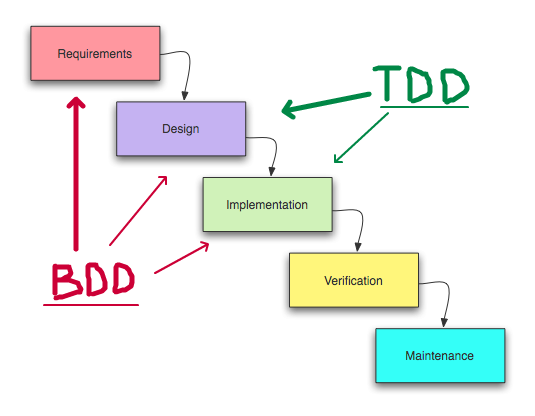 Requirements
TDD
Design
Implementation
BDD
Verification
Maintenance